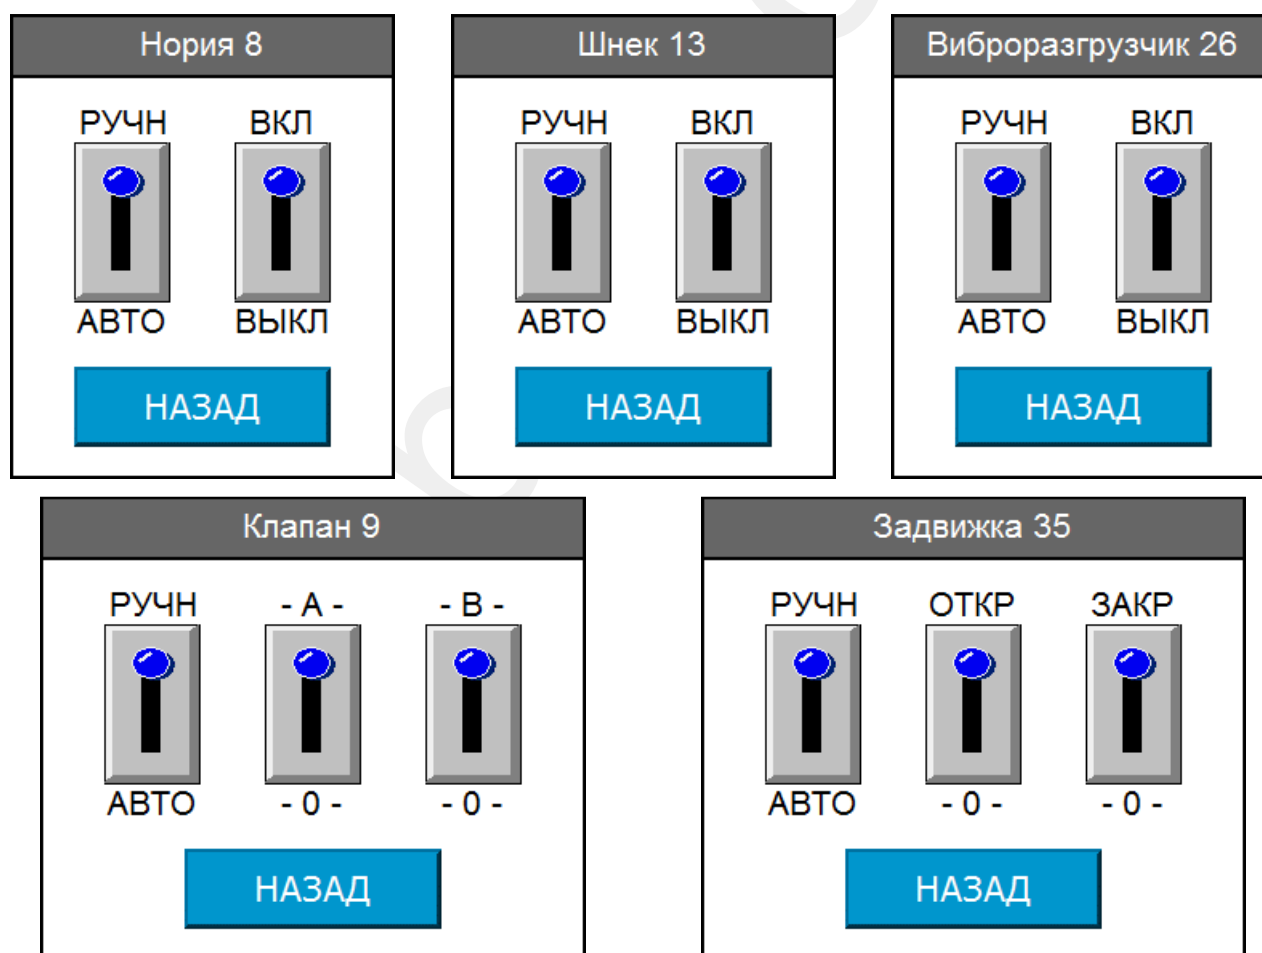 Нория 8
РУЧН ВКЛ
АВТО ВЫКЛ
НАЗАД
Шнек 13
РУЧН ВКЛ
АВТО ВЫКЛ
НАЗАД
Виброразгрузчик 26
РУЧН ВКЛ
АВТО ВЫКЛ
НАЗАД
Клапан 9
РУЧН - А - - В -
АВТО - 0 - - 0 -
НАЗАД
Задвижка 35
РУЧН ОТКР ЗАКР
АВТО - 0 - - 0 -
НАЗАД